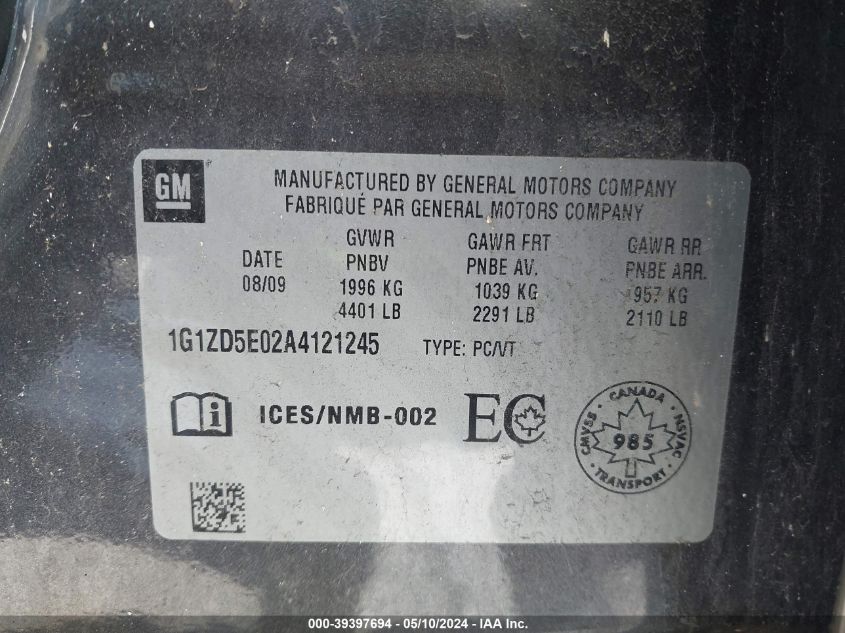 GM
MANUFACTURED BY GENERAL MOTORS COMPANY
FABRIQUÉ PAR GENERAL MOTORS COMPANY
DATE GVWR GAWR FRT GAWR RR
PNBV PNBE AV. PNBE ARR.
08/09 1996 KG 1039 KG 957 KG
4401 LB 2291 LB 2110 LB
1G1ZD5E02A4121245 TYPE: PC/VT
i ICES/NMB-002 EC
CANADA
CMVSS 985 NSVAC
TRANSPORT
000-39397694 - 05/10/2024 - IAA Inc.